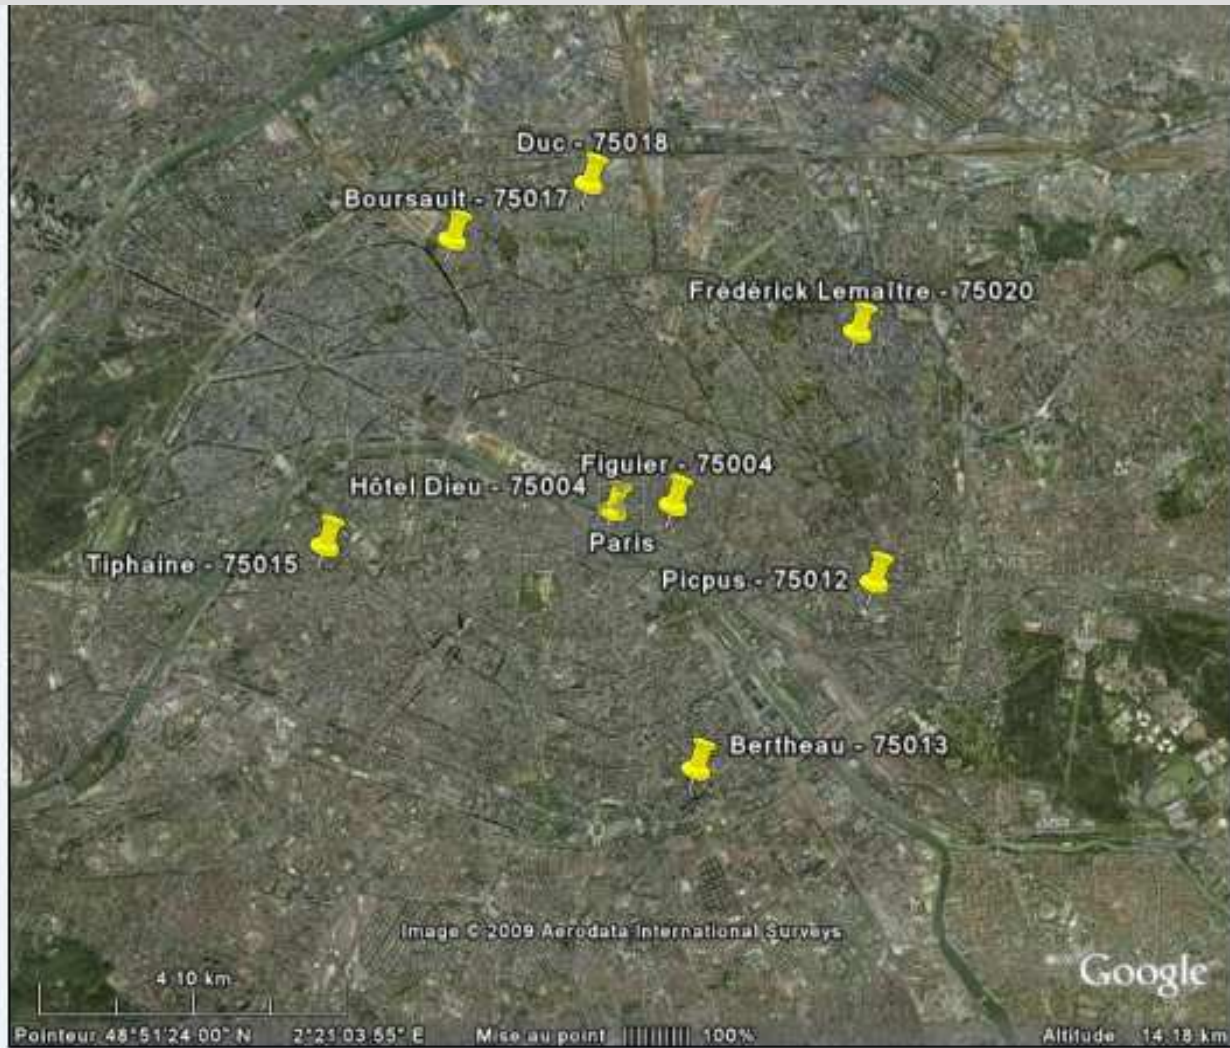 Duc - 75018
Boursault - 75017
Frédérick Lemaître - 75020
Figuier - 75004
Hôtel Dieu - 75004
Paris
Tiphaine - 75015
Picpus - 75012
Bertheau - 75013
Image © 2009 Aerodata International Surveys
Google
4.10 km
Pointeur 48°51'24.00" N 2°21'03.55" E Mise au point ||||||||| 100% Altitude 14.18 km